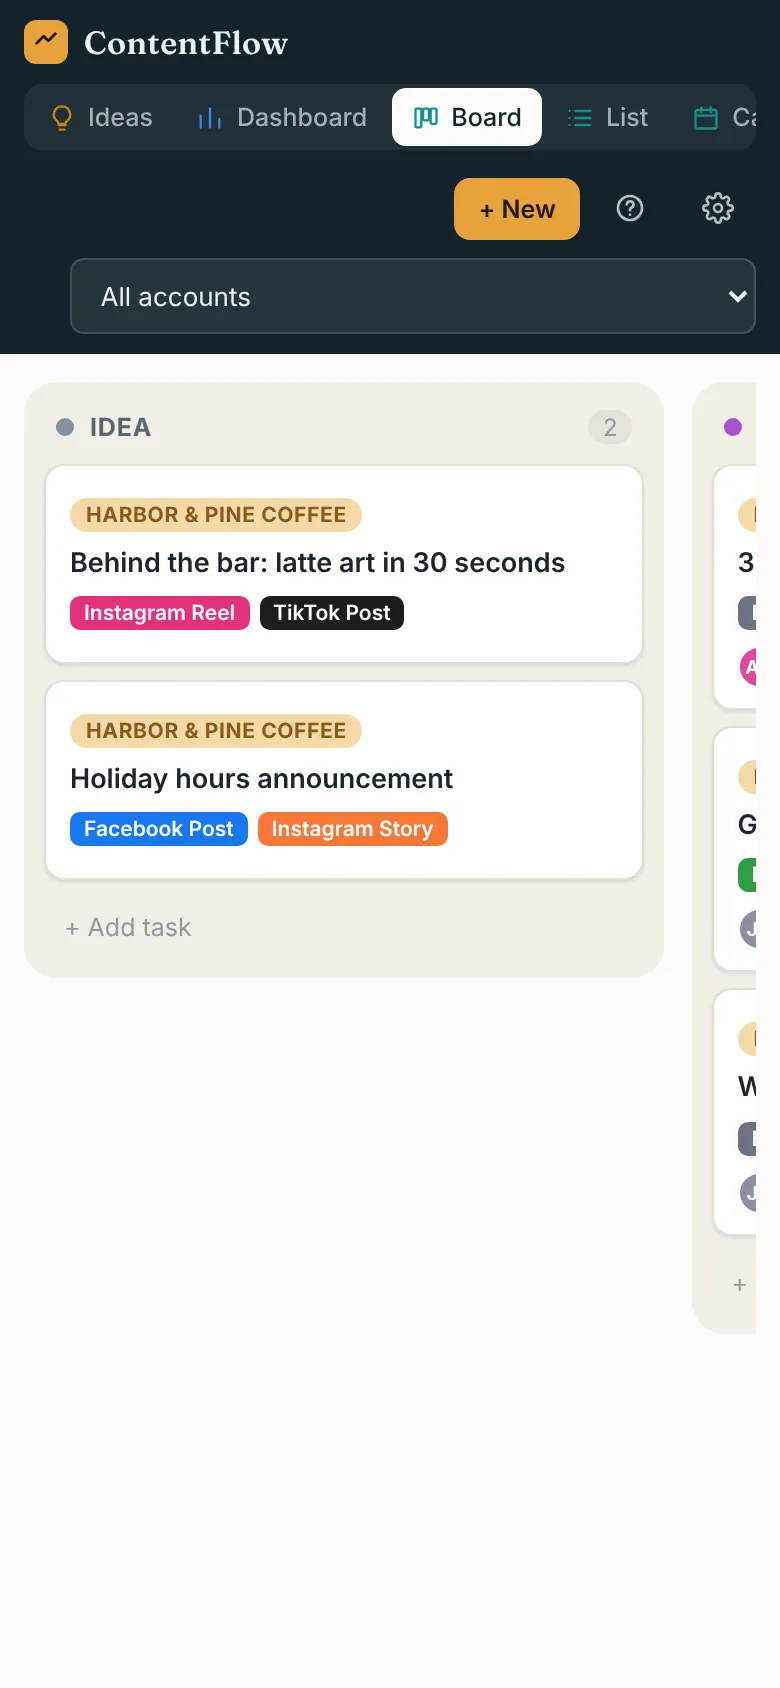 ContentFlow
Ideas
Dashboard
Board
List
+ New
All accounts
IDEA
2
HARBOR & PINE COFFEE
Behind the bar: latte art in 30 seconds
Instagram Reel
TikTok Post
HARBOR & PINE COFFEE
Holiday hours announcement
Facebook Post
Instagram Story
+ Add task
3
G
W
+